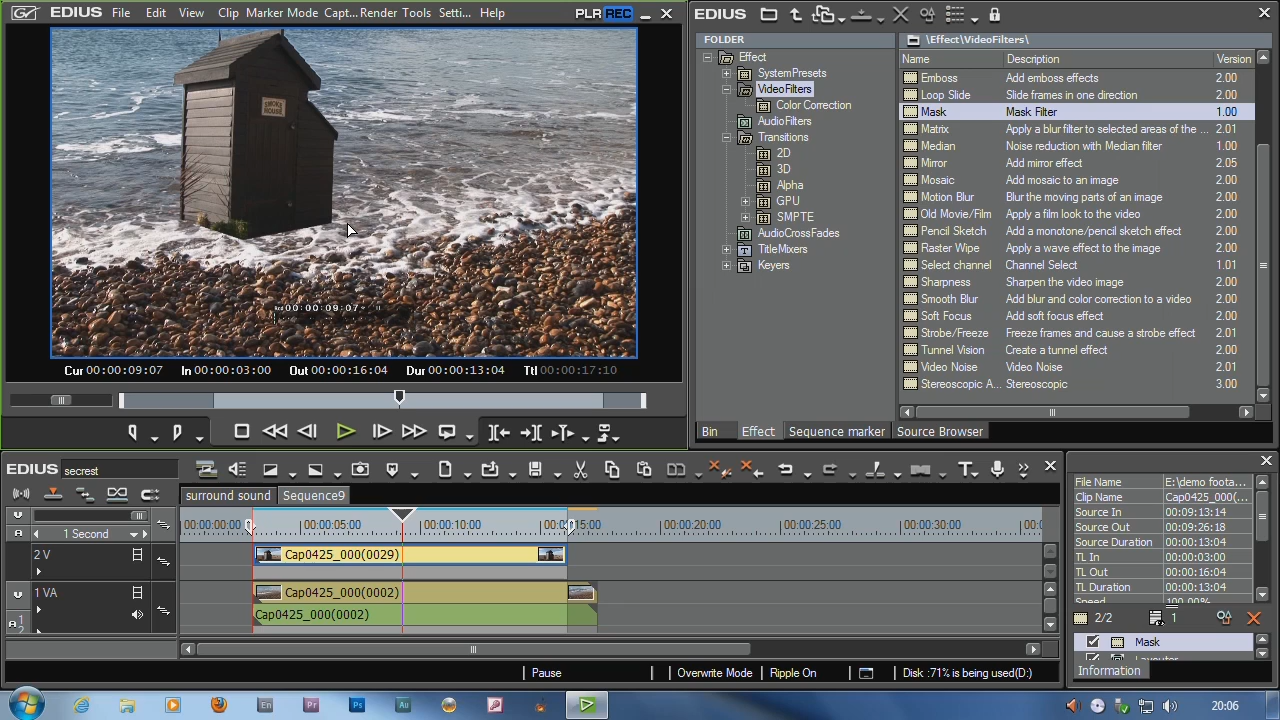 EDIUS File Edit View Clip Marker Mode Capt... Render Tools Setti... Help PLR REC
SMOKE
HOUSE
00:00:09:07
Cur 00:00:09:07 In 00:00:03:00 Out 00:00:16:04 Dur 00:00:13:04 Ttl 00:00:17:10
EDIUS
FOLDER
Effect
SystemPresets
VideoFilters
Color Correction
AudioFilters
Transitions
2D
3D
Alpha
GPU
SMPTE
AudioCrossFades
TitleMixers
Keyers
\Effect\VideoFilters\
Name Description Version
Emboss Add emboss effects 2.00
Loop Slide Slide frames in one direction 2.00
Mask Mask Filter 1.00
Matrix Apply a blur filter to selected areas of the ... 2.01
Median Noise reduction with Median filter 1.00
Mirror Add mirror effect 2.05
Mosaic Add mosaic to an image 2.00
Motion Blur Blur the moving parts of an image 2.00
Old Movie/Film Apply a film look to the video 2.00
Pencil Sketch Add a monotone/pencil sketch effect 2.00
Raster Wipe Apply a wave effect to the image 2.00
Select channel Channel Select 1.01
Sharpness Sharpen the video image 2.00
Smooth Blur Add blur and color correction to a video 2.00
Soft Focus Add soft focus effect 2.00
Strobe/Freeze Freeze frames and cause a strobe effect 2.01
Tunnel Vision Create a tunnel effect 2.00
Video Noise Video Noise 2.01
Stereoscopic A... Stereoscopic 3.00
Bin Effect Sequence marker Source Browser
EDIUS secrest
surround sound Sequence9
1 Second
00:00:00:00 00:00:05:00 00:00:10:00 00:00:15:00 00:00:20:00 00:00:25:00 00:00:30:00
2 V Cap0425_000(0029)
1 VA Cap0425_000(0002)
Cap0425_000(0002)
1
2
Pause Overwrite Mode Ripple On Disk :71% is being used(D:)
File Name E:\demo foota...
Clip Name Cap0425_000(...
Source In 00:09:13:14
Source Out 00:09:26:18
Source Duration 00:00:13:04
TL In 00:00:03:00
TL Out 00:00:16:04
TL Duration 00:00:13:04
Speed 100.00%
2/2 1
Mask
Layouter
Information
En Pr Ps Au 20:06